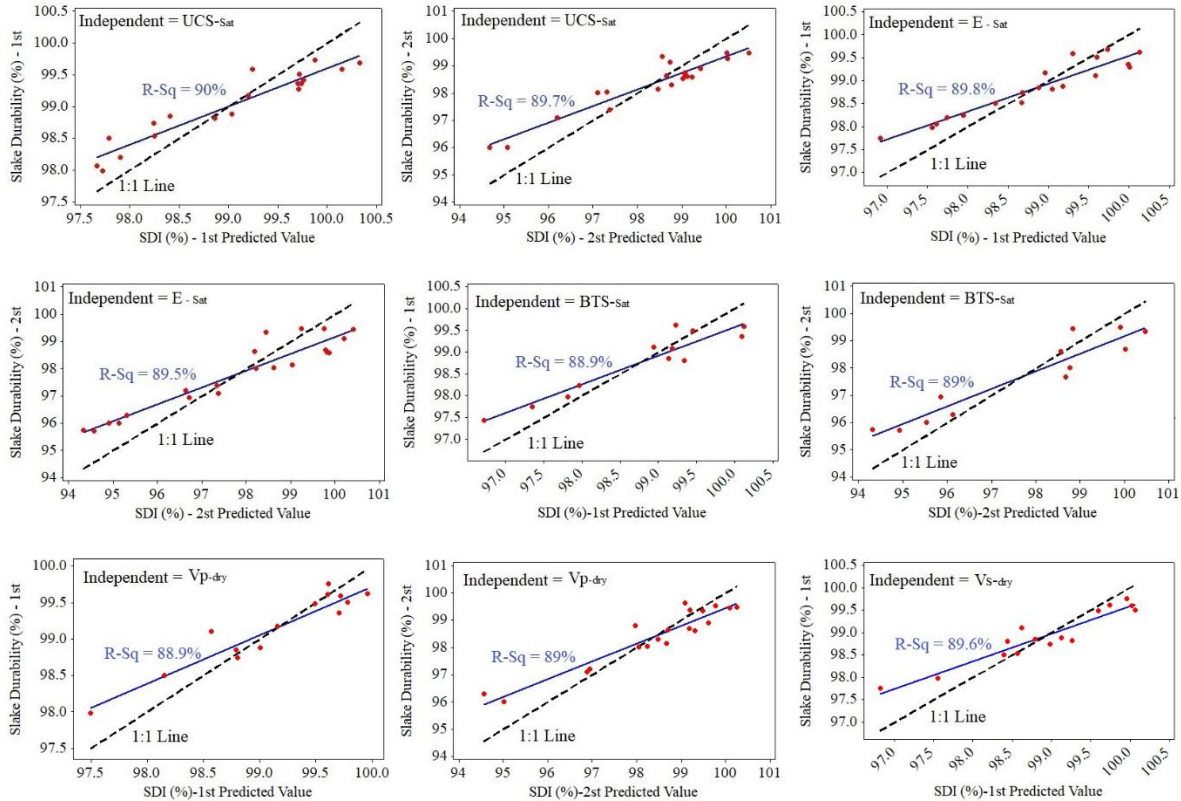 Independent = UCS-Sat
Slake Durability (%) - 1st
100.5
100.0
99.5
99.0
98.5
98.0
97.5
R-Sq = 90%
1:1 Line
97.5 98.0 98.5 99.0 99.5 100.0 100.5
SDI (%) - 1st Predicted Value
Independent = UCS-Sat
Slake Durability (%) - 2st
101
100
99
98
97
96
95
94
R-Sq = 89.7%
1:1 Line
94 95 96 97 98 99 100 101
SDI (%) - 2st Predicted Value
Independent = E - Sat
Slake Durability (%) - 1st
100.0
99.5
99.0
98.5
98.0
97.5
97.0
R-Sq = 89.8%
1:1 Line
97.0 97.5 98.0 98.5 99.0 99.5 100.0
SDI (%) - 1st Predicted Value
Independent = E - Sat
Slake Durability (%) - 2st
101
100
99
98
97
96
95
94
R-Sq = 89.5%
1:1 Line
94 95 96 97 98 99 100 101
SDI (%) - 2st Predicted Value
Independent = BTS-Sat
Slake Durability (%) - 1st
100.5
100.0
99.5
99.0
98.5
98.0
97.5
97.0
R-Sq = 88.9%
1:1 Line
97.0 97.5 98.0 98.5 99.0 99.5 100.0 100.5
SDI (%)-1st Predicted Value
Independent = BTS-Sat
Slake Durability (%) - 2st
101
100
99
98
97
96
95
94
R-Sq = 89%
1:1 Line
94 95 96 97 98 99 100 101
SDI (%)-2st Predicted Value
Independent = Vp-dry
Slake Durability (%) - 1st
100.0
99.5
99.0
98.5
98.0
97.5
R-Sq = 88.9%
1:1 Line
97.5 98.0 98.5 99.0 99.5 100.0
SDI (%)-1st Predicted Value
Independent = Vp-dry
Slake Durability (%) - 2st
101
100
99
98
97
96
95
94
R-Sq = 89%
1:1 Line
94 95 96 97 98 99 100 101
SDI (%)-2st Predicted Value
Independent = Vs-dry
Slake Durability (%) - 1st
100.5
100.0
99.5
99.0
98.5
98.0
97.5
97.0
R-Sq = 89.6%
1:1 Line
97.0 97.5 98.0 98.5 99.0 99.5 100.0
SDI (%)-1st Predicted Value